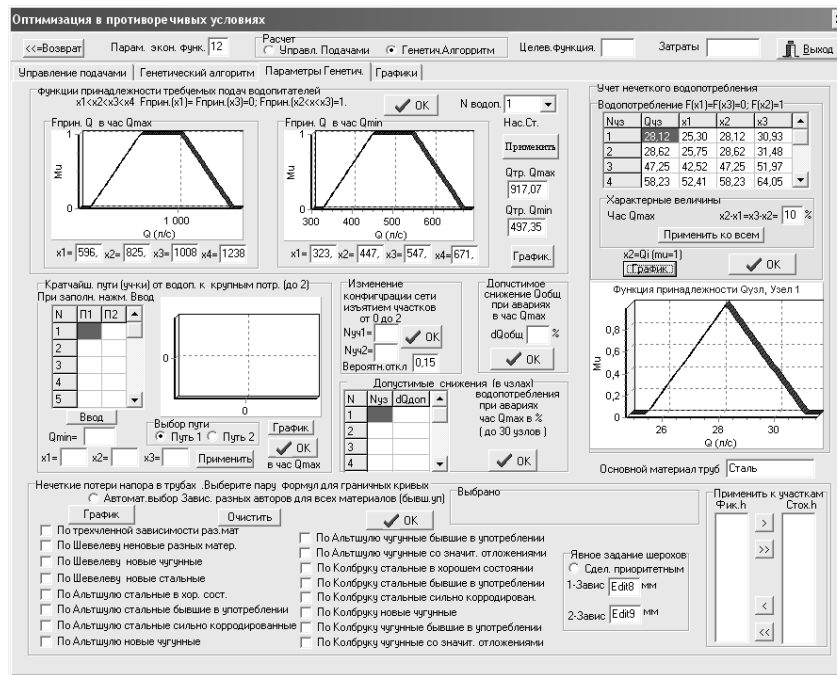 Оптимизация в противоречивых условиях
<<=Возврат
Парам. экон. функ. 12
Расчет
Управл. Подачами
Генетич.Алгорритм
Целев.функция.
Затраты
Выход
Управление подачами
Генетический алгоритм
Параметры Генетич.
Графики
Функции принадлежности требуемых подач водопитателей
x1<x2<x3<x4 Fприн.(x1)= Fприн.(x3)=0; Fприн.(x2<x<x3)=1.
OK
N водоп. 1
Fприн. Q в час Qmax
1
Mu
0
1 000
Q (л/с)
x1= 596, x2= 825, x3= 1008 x4= 1238
Fприн. Q в час Qmin
1
Mu
0
300 400 500 600
Q (л/с)
x1= 323, x2= 447, x3= 547, x4= 671,
Нас.Ст.
Применить
Qтр. Qmax
917,07
Qтр. Qmin
497,35
График.
Учет нечеткого водопотребления
Водопотребление F(x1)=F(x3)=0; F(x2)=1
Nуз Qуз x1 x2 x3
1 28,12 25,30 28,12 30,93
2 28,62 25,75 28,62 31,48
3 47,25 42,52 47,25 51,97
4 58,23 52,41 58,23 64,05
Характерные величины
Час Qmax x2-x1=x3-x2= 10 %
Применить ко всем
x2=Qi (mu=1)
График
OK
Функция принадлежности Qузл, Узел 1
0,8
0,6
0,4
0,2
0
Mu
26 28 30
Q (л/с)
Основной материал труб Сталь
Кратчайш. пути (уч-ки) от водоп. к крупным потр. (до 2)
При заполн. нажм. Ввод
N П1 П2
1
2
3
4
5
0
0
Ввод
Qmin=
Выбор пути
Путь 1 Путь 2
График
OK
x1= x2= x3=
Применить
в час Qmax
Изменение
конфигурации сети
изъятием участков
от 0 до 2
Nуч1=
Nуч2=
OK
Вероятн.откл 0,15
Допустимое
снижение Qобщ
при авариях
в час Qmax
dQобщ %
OK
Допустимые снижения (в узлах)
N Nуз dQдоп
1
2
3
4
водопотребления
при авариях
час Qmax в %
( до 30 узлов )
OK
Нечеткие потери напора в трубах .Выберите пару Формул для граничных кривых
Автомат.выбор Завис. разных авторов для всех материалов (бывш.уп)
График
Очистить
OK
Выбрано
По трехчленной зависимости раз.мат
По Шевелеву неновые разных матер.
По Шевелеву новые чугунные
По Шевелеву новые стальные
По Альтшулю стальные в хор. сост.
По Альтшулю стальные бывшие в употреблении
По Альтшулю стальные сильно корродированные
По Альтшулю новые чугунные
По Альтшулю чугунные бывшие в употреблении
По Альтшулю чугунные со значит. отложениями
По Колбруку стальные в хорошем состоянии
По Колбруку стальные бывшие в употреблении
По Колбруку стальные сильно корродирован.
По Колбруку новые чугунные
По Колбруку чугунные бывшие в употреблении
По Колбруку чугунные со значит. отложениями
Явное задание шерохов
Сдел. приоритетным
1-Завис Edit8 мм
2-Завис Edit9 мм
Применить к участкам
Фик.h Стох.h
>
>>
<
<<